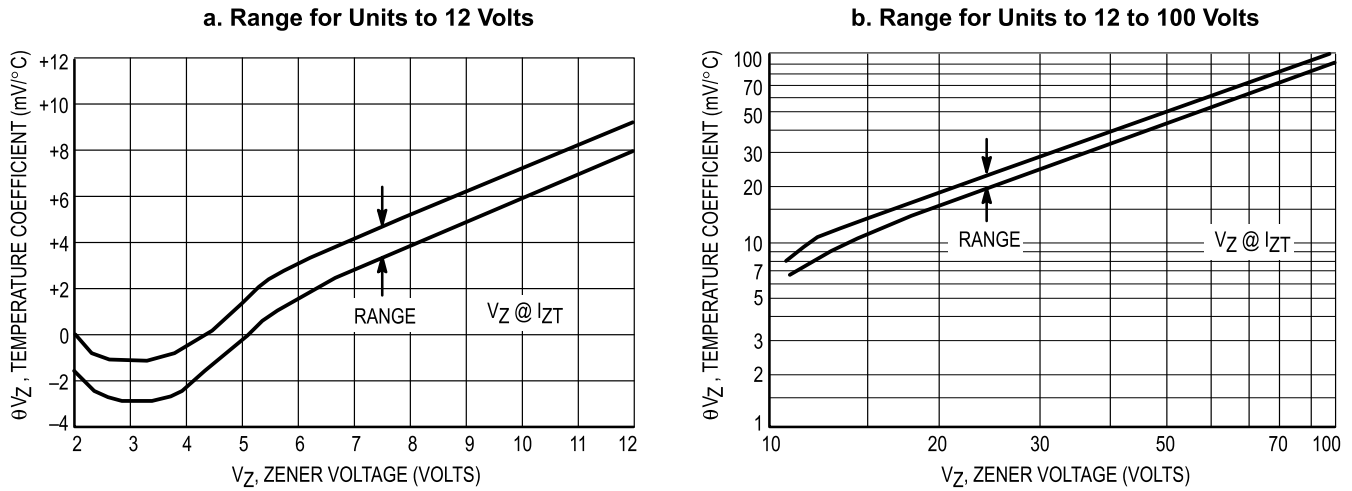 a. Range for Units to 12 Volts
+12
+10
+8
+6
+4
+2
0
–2
–4
2 3 4 5 6 7 8 9 10 11 12
θVZ, TEMPERATURE COEFFICIENT (mV/°C)
RANGE
VZ @ IZT
VZ, ZENER VOLTAGE (VOLTS)
b. Range for Units to 12 to 100 Volts
100
70
50
30
20
10
7
5
3
2
1
10 20 30 50 70 100
θVZ, TEMPERATURE COEFFICIENT (mV/°C)
RANGE
VZ @ IZT
VZ, ZENER VOLTAGE (VOLTS)